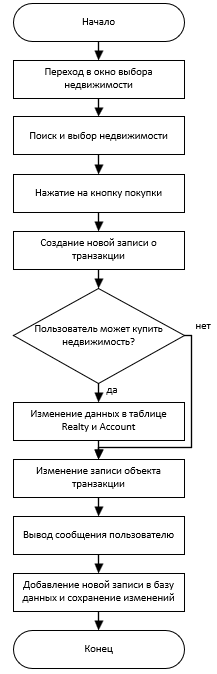 Начало
Переход в окно выбора
недвижимости
Поиск и выбор недвижимости
Нажатие на кнопку покупки
Создание новой записи о
транзакции
Пользователь может купить
недвижимость?
нет
да
Изменение данных в таблице
Realty и Account
Изменение записи объекта
транзакции
Вывод сообщения пользователю
Добавление новой записи в базу
данных и сохранение изменений
Конец